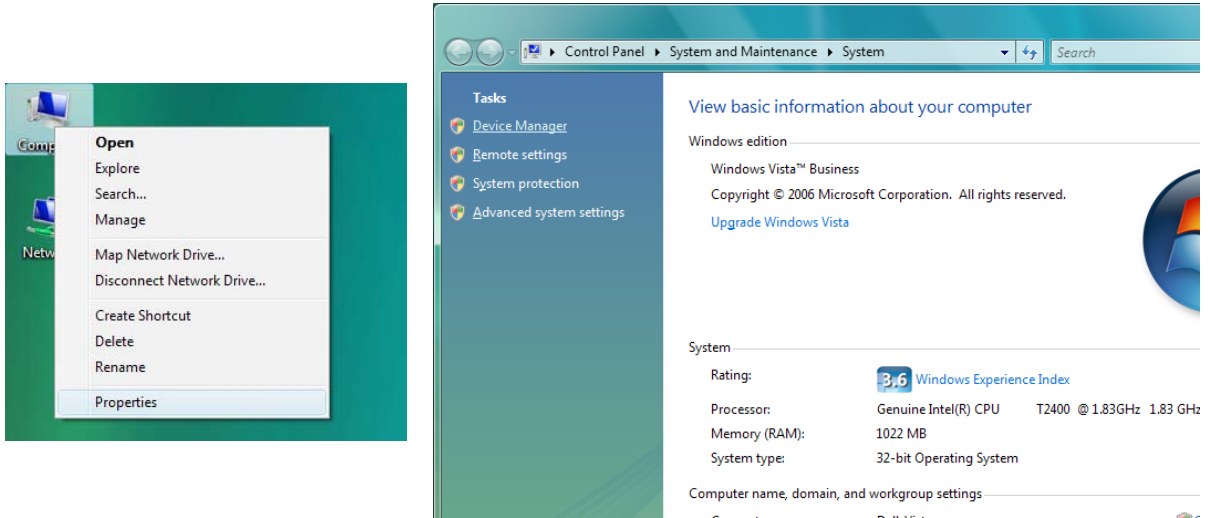 Comp
Open
Explore
Search...
Manage
Netw
Map Network Drive...
Disconnect Network Drive...
Create Shortcut
Delete
Rename
Properties
Control Panel System and Maintenance System Search
Tasks
Device Manager
Remote settings
System protection
Advanced system settings
View basic information about your computer
Windows edition
Windows Vista™ Business
Copyright © 2006 Microsoft Corporation. All rights reserved.
Upgrade Windows Vista
System
Rating: 3.6 Windows Experience Index
Processor: Genuine Intel(R) CPU T2400 @ 1.83GHz 1.83 GHz
Memory (RAM): 1022 MB
System type: 32-bit Operating System
Computer name, domain, and workgroup settings